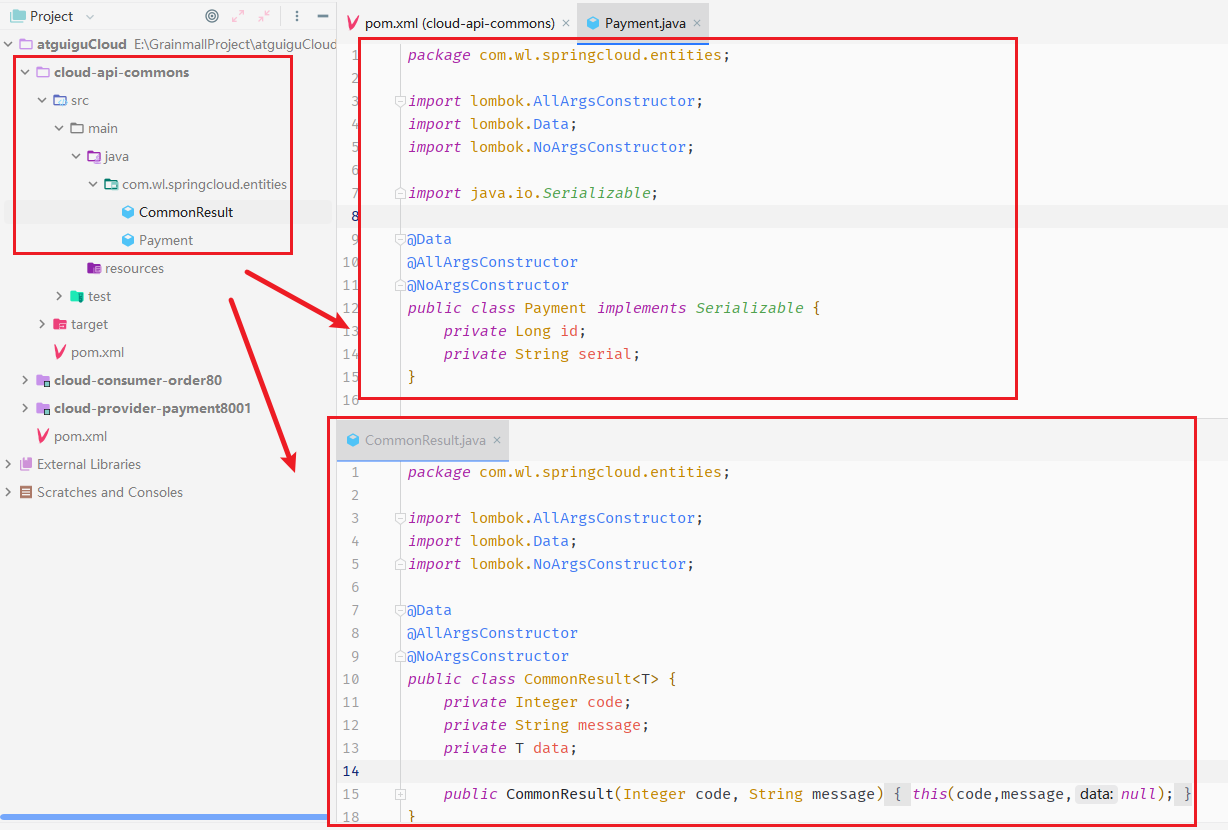 Project
atguiguCloud E:\GrainmallProject\atguiguCloud
cloud-api-commons
src
main
java
com.wl.springcloud.entities
CommonResult
Payment
resources
test
target
pom.xml
cloud-consumer-order80
cloud-provider-payment8001
pom.xml
External Libraries
Scratches and Consoles
pom.xml (cloud-api-commons) Payment.java
1 package com.wl.springcloud.entities;
2
3 import lombok.AllArgsConstructor;
4 import lombok.Data;
5 import lombok.NoArgsConstructor;
6
7 import java.io.Serializable;
8
9 @Data
10 @AllArgsConstructor
11 @NoArgsConstructor
12 public class Payment implements Serializable {
13 private Long id;
14 private String serial;
15 }
16
CommonResult.java
1 package com.wl.springcloud.entities;
2
3 import lombok.AllArgsConstructor;
4 import lombok.Data;
5 import lombok.NoArgsConstructor;
6
7 @Data
8 @AllArgsConstructor
9 @NoArgsConstructor
10 public class CommonResult<T> {
11 private Integer code;
12 private String message;
13 private T data;
14
15 public CommonResult(Integer code, String message) { this(code,message, data: null); }
18 }